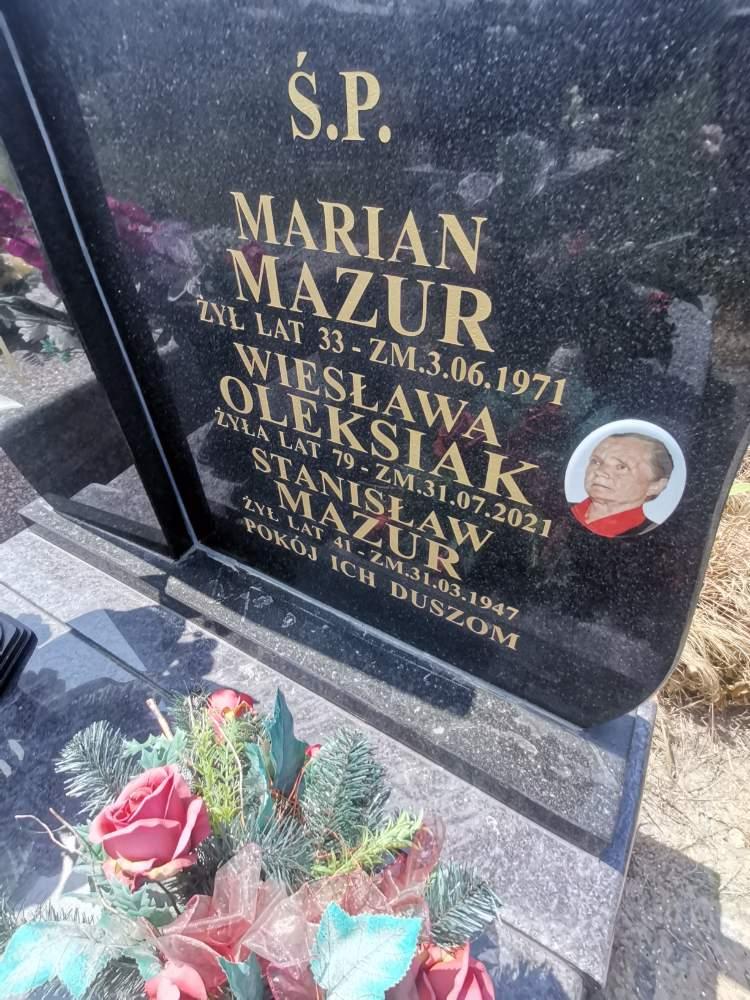 Ś.P.
MARIAN
MAZUR
ŻYŁ LAT 33 - ZM.3.06.1971
WIESŁAWA
OLEKSIAK
ŻYŁA LAT 79 - ZM.31.07.2021
STANISŁAW
MAZUR
ŻYŁ LAT 41 - ZM.31.03.1947
POKÓJ ICH DUSZOM